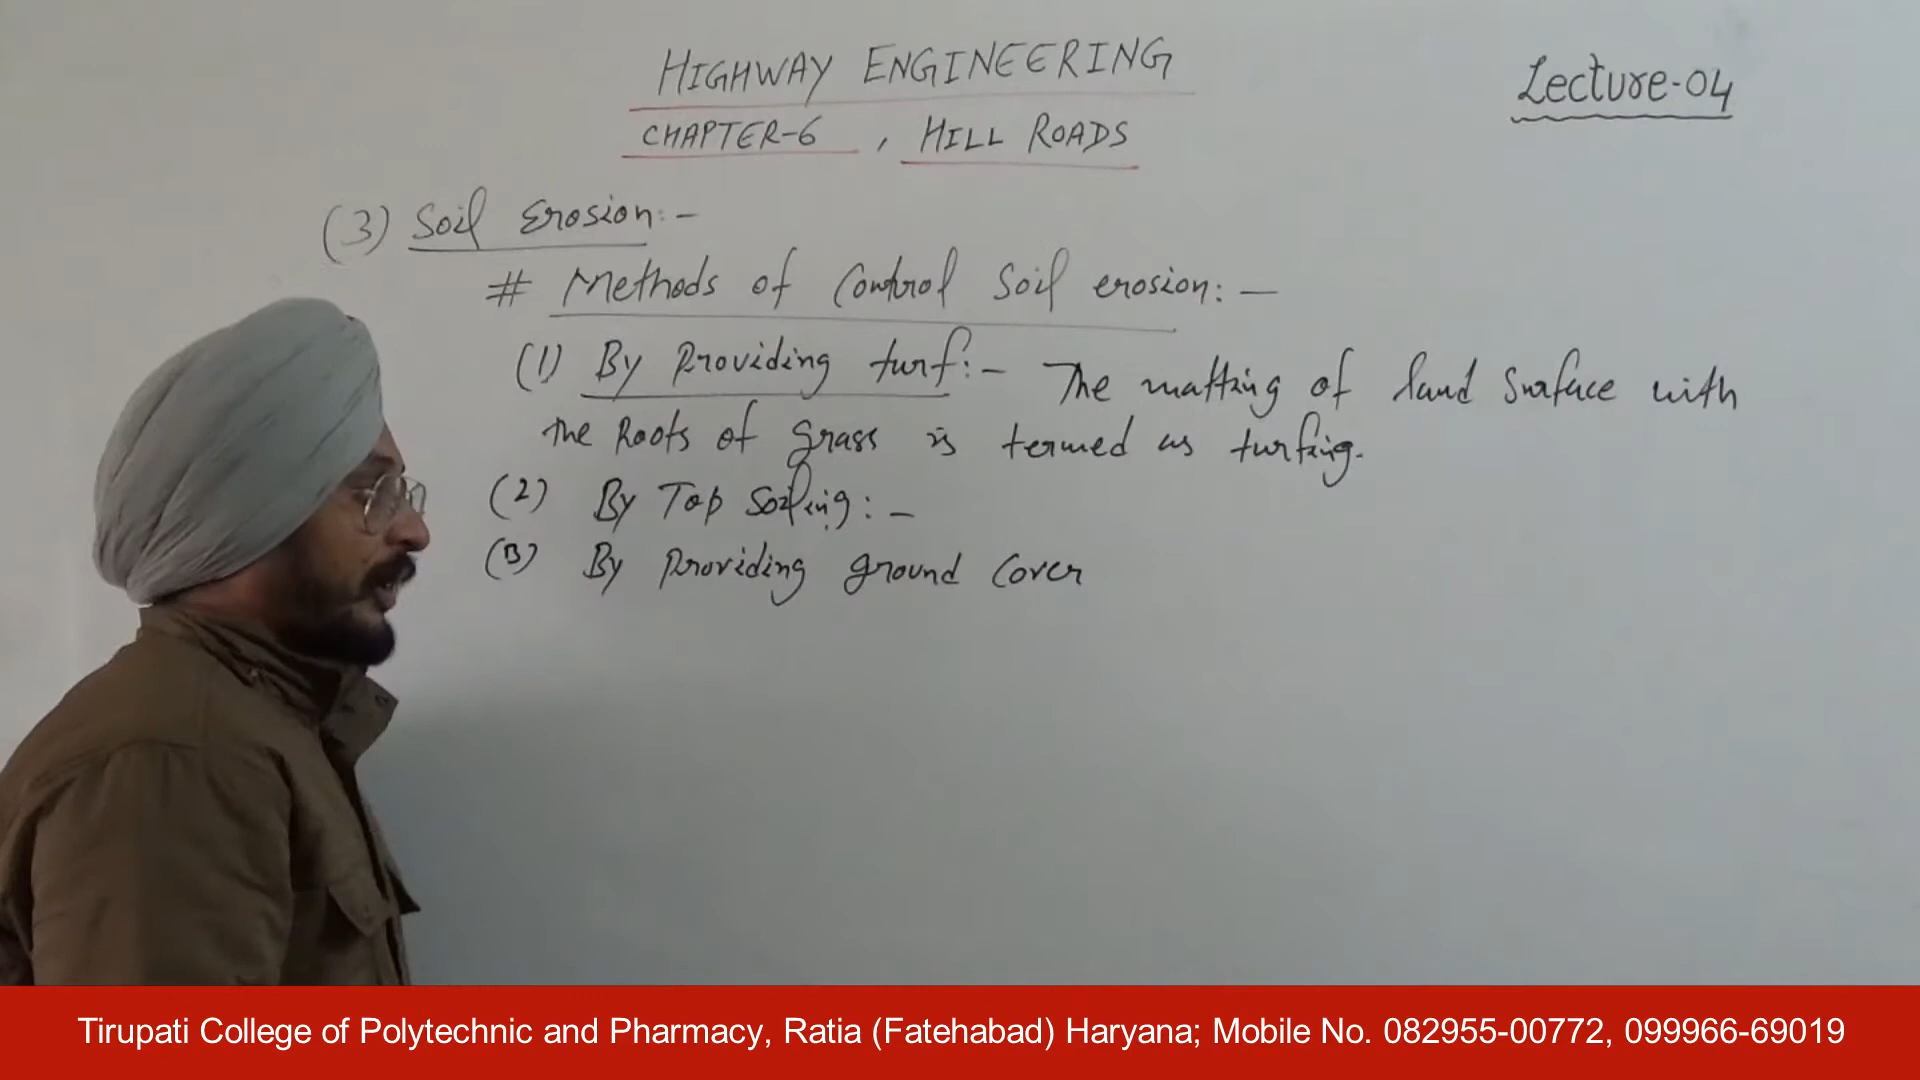 HIGHWAY ENGINEERING
Lecture-04
CHAPTER-6 , HILL ROADS
(3) Soil Erosion:-
# Methods of Control Soil erosion:-
(1) By Providing turf:- The matting of land Surface with
the Roots of grass is termed as turfing.
(2) By Top Soiling:-
(3) By Providing ground Cover
Tirupati College of Polytechnic and Pharmacy, Ratia (Fatehabad) Haryana; Mobile No. 082955-00772, 099966-69019